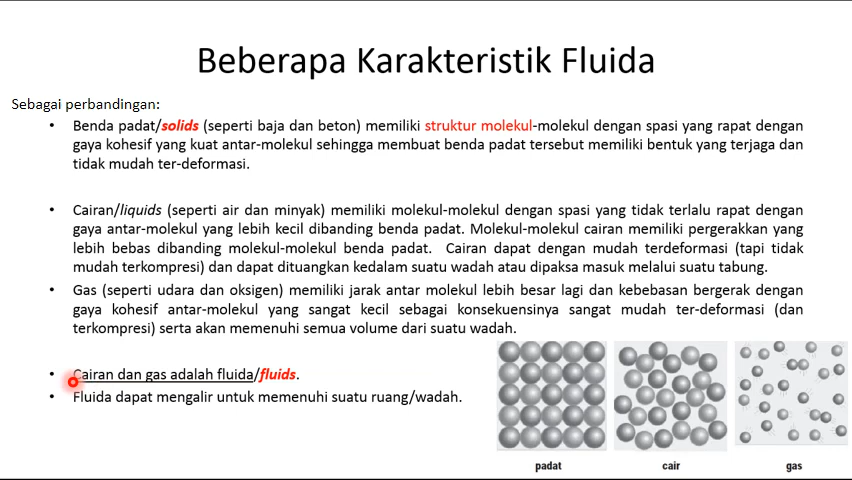 Beberapa Karakteristik Fluida
Sebagai perbandingan:
• Benda padat/solids (seperti baja dan beton) memiliki struktur molekul-molekul dengan spasi yang rapat dengan
gaya kohesif yang kuat antar-molekul sehingga membuat benda padat tersebut memiliki bentuk yang terjaga dan
tidak mudah ter-deformasi.
• Cairan/liquids (seperti air dan minyak) memiliki molekul-molekul dengan spasi yang tidak terlalu rapat dengan
gaya antar-molekul yang lebih kecil dibanding benda padat. Molekul-molekul cairan memiliki pergerakkan yang
lebih bebas dibanding molekul-molekul benda padat. Cairan dapat dengan mudah terdeformasi (tapi tidak
mudah terkompresi) dan dapat dituangkan kedalam suatu wadah atau dipaksa masuk melalui suatu tabung.
• Gas (seperti udara dan oksigen) memiliki jarak antar molekul lebih besar lagi dan kebebasan bergerak dengan
gaya kohesif antar-molekul yang sangat kecil sebagai konsekuensinya sangat mudah ter-deformasi (dan
terkompresi) serta akan memenuhi semua volume dari suatu wadah.
• Cairan dan gas adalah fluida/fluids.
• Fluida dapat mengalir untuk memenuhi suatu ruang/wadah.
padat cair gas